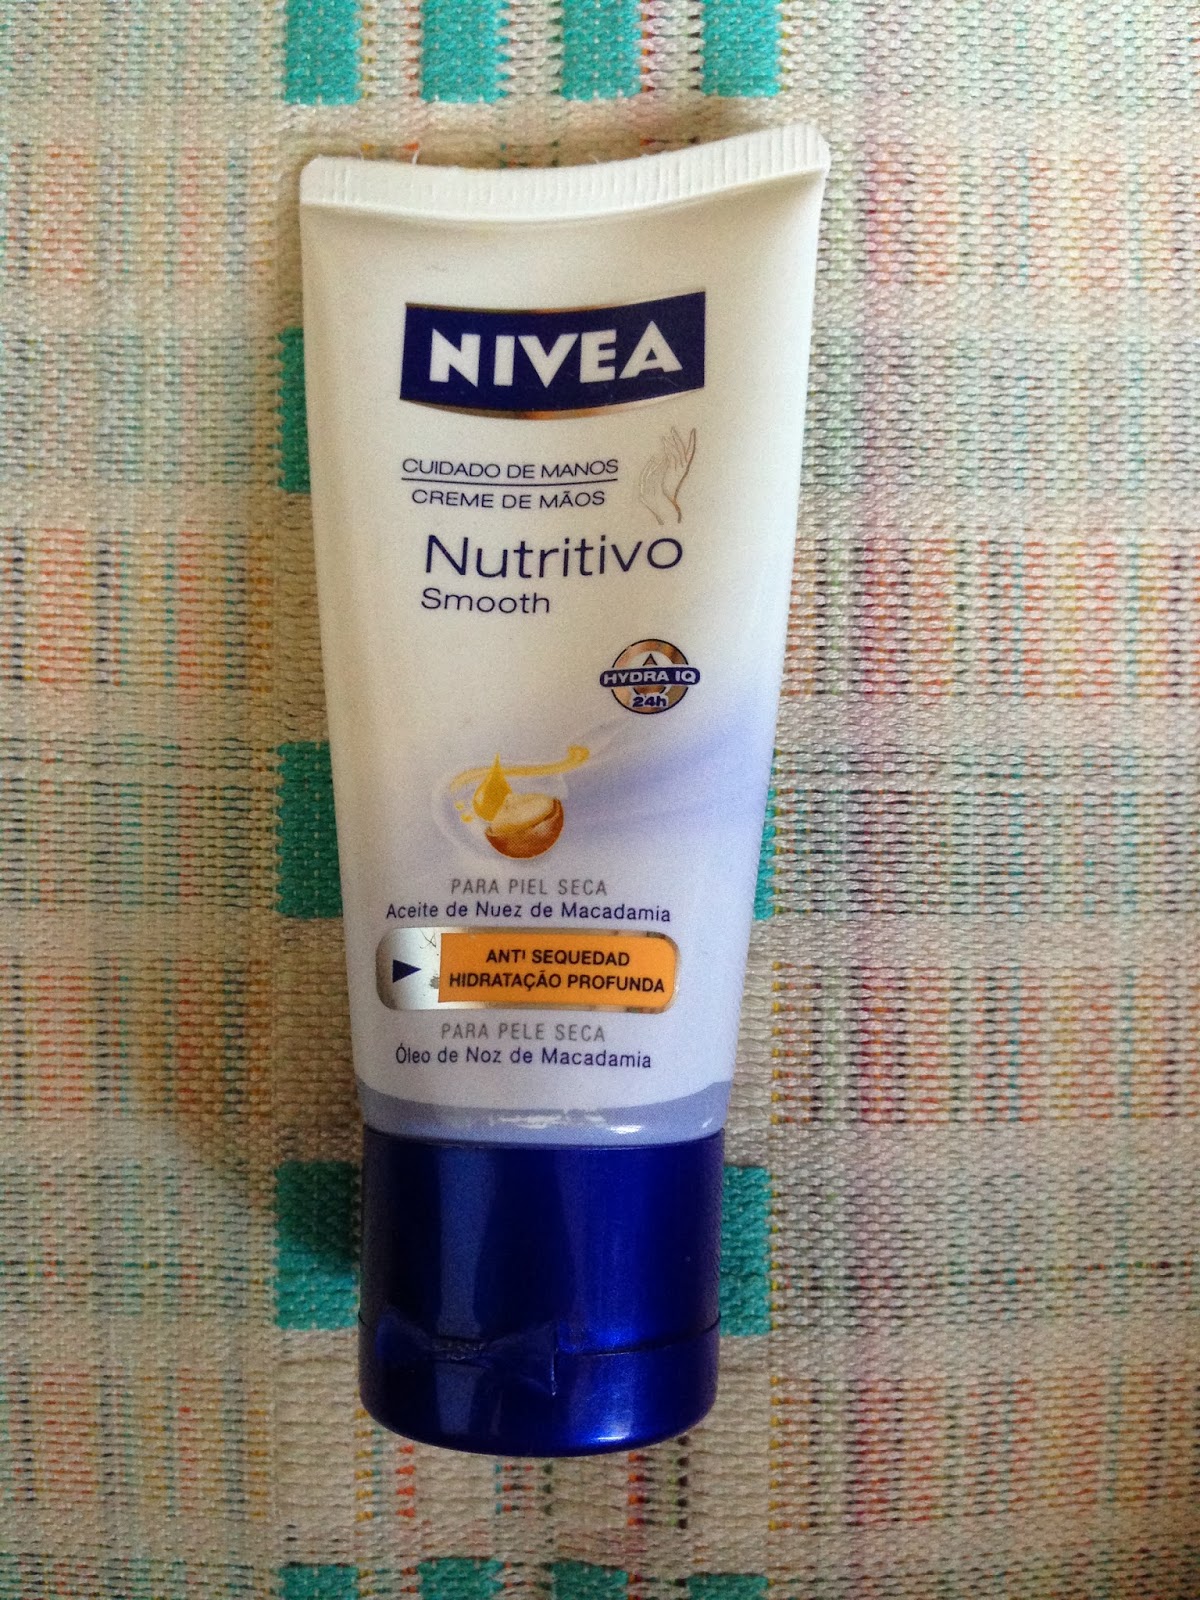 NIVEA
CUIDADO DE MANOS
CREME DE MÃOS
Nutritivo
Smooth
HYDRA IQ
24h
PARA PIEL SECA
Aceite de Nuez de Macadamia
ANTI SEQUEDAD
HIDRATAÇÃO PROFUNDA
PARA PELE SECA
Óleo de Noz de Macadamia